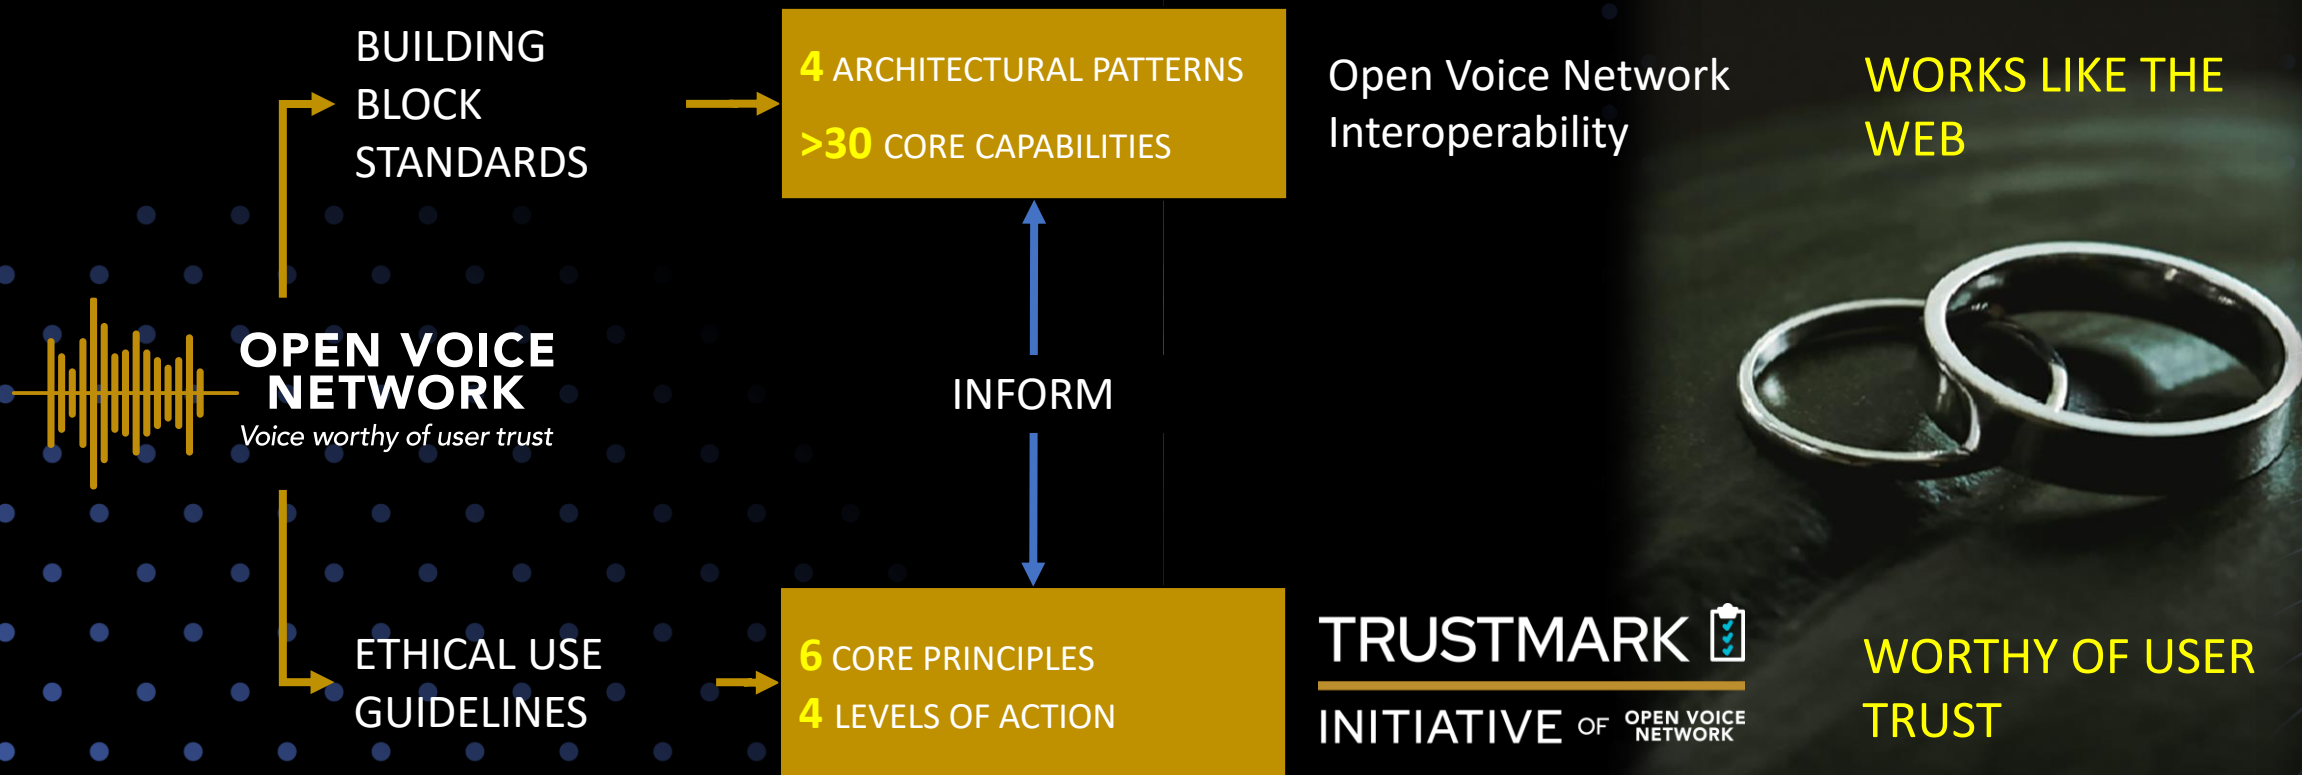 BUILDING
BLOCK
STANDARDS
4 ARCHITECTURAL PATTERNS
>30 CORE CAPABILITIES
Open Voice Network
Interoperability
WORKS LIKE THE
WEB
OPEN VOICE
NETWORK
Voice worthy of user trust
INFORM
ETHICAL USE
GUIDELINES
6 CORE PRINCIPLES
4 LEVELS OF ACTION
TRUSTMARK
INITIATIVE OF OPEN VOICE
NETWORK
WORTHY OF USER
TRUST